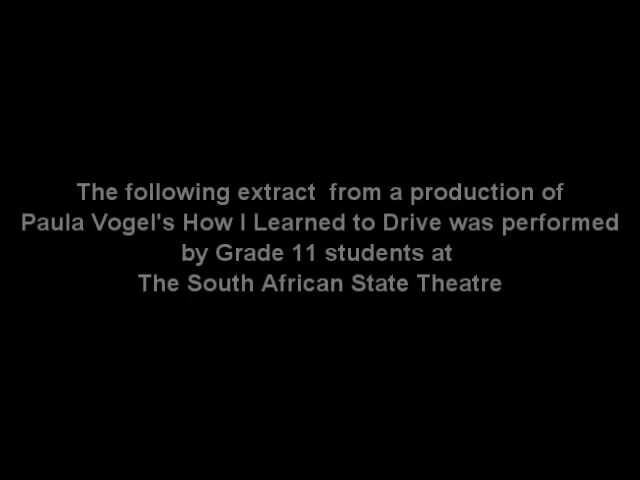 The following extract  from a production of
Paula Vogel's How I Learned to Drive was performed
by Grade 11 students at
The South African State Theatre